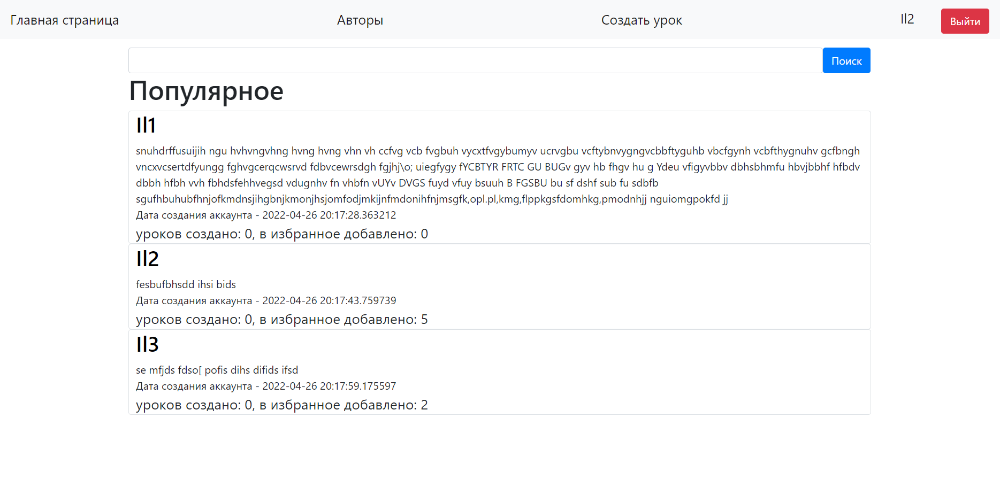 Главная страница Авторы Создать урок Il2 Выйти
Поиск
Популярное
Il1
snuhdrffusuijih ngu hvhvngvhng hvng hvng vhn vh ccfvg vcb fvgbuh vycxtfvgybumyv ucrvgbu vcftybnvygngvcbbftyguhb vbcfgynh vcbfthygnuhv gcfbngh
vncxvcsertdfyungg fghvgcerqcwsrvd fdbvcewrsdgh fgjhj\o; uiegfygy fYCBTYR FRTC GU BUGv gyv hb fhgv hu g Ydeu vfigyvbbv dbhsbhmfu hbvjbbhf hfbdv
dbbh hfbh vvh fbhdsfehhvegsd vdugnhv fn vhbfn vUYv DVGS fuyd vfuy bsuuh B FGSBU bu sf dshf sub fu sdbfb
sgufhbuhubfhnjofkmdnsjihgbnjkmonjhsjomfodjmkijnfmdonihfnjmsgfk,opl.pl,kmg,flppkgsfdomhkg,pmodnhjj nguiomgpokfd jj
Дата создания аккаунта - 2022-04-26 20:17:28.363212
уроков создано: 0, в избранное добавлено: 0
Il2
fesbufbhsdd ihsi bids
Дата создания аккаунта - 2022-04-26 20:17:43.759739
уроков создано: 0, в избранное добавлено: 5
Il3
se mfjds fdso[ pofis dihs difids ifsd
Дата создания аккаунта - 2022-04-26 20:17:59.175597
уроков создано: 0, в избранное добавлено: 2